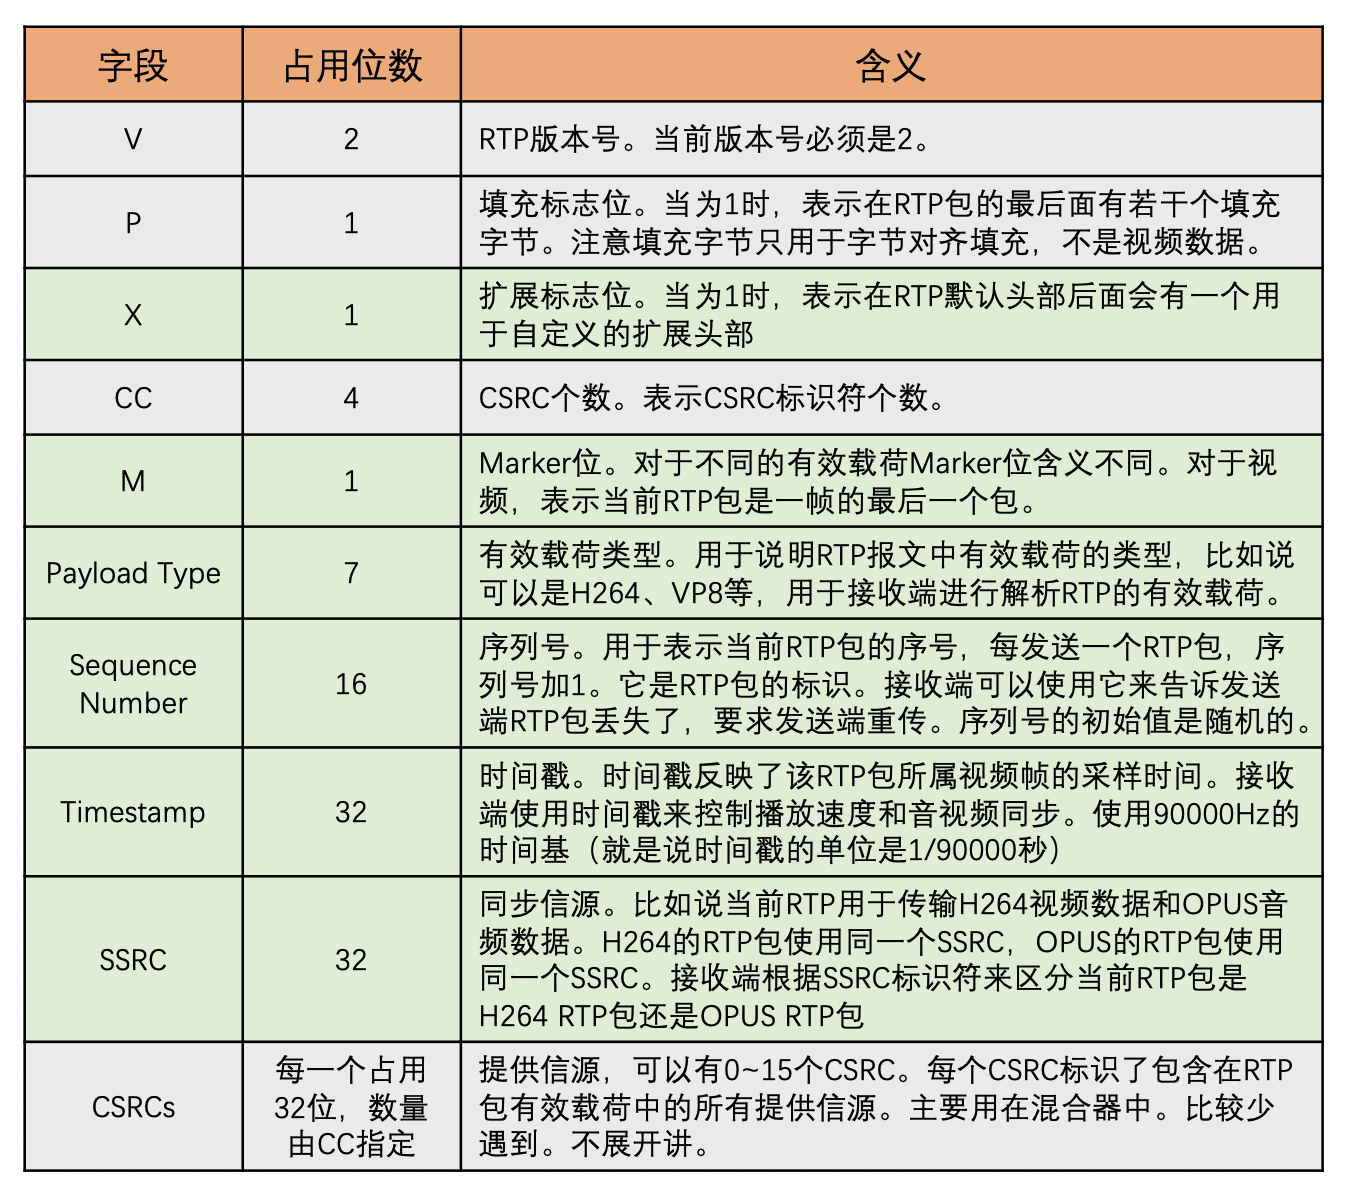 字段
占用位数
含义
V
2
RTP版本号。当前版本号必须是2。
P
1
填充标志位。当为1时，表示在RTP包的最后面有若干个填充
字节。注意填充字节只用于字节对齐填充，不是视频数据。
X
1
扩展标志位。当为1时，表示在RTP默认头部后面会有一个用
于自定义的扩展头部
CC
4
CSRC个数。表示CSRC标识符个数。
M
1
Marker位。对于不同的有效载荷Marker位含义不同。对于视
频，表示当前RTP包是一帧的最后一个包。
Payload Type
7
有效载荷类型。用于说明RTP报文中有效载荷的类型，比如说
可以是H264、VP8等，用于接收端进行解析RTP的有效载荷。
Sequence
Number
16
序列号。用于表示当前RTP包的序号，每发送一个RTP包，序
列号加1。它是RTP包的标识。接收端可以使用它来告诉发送
端RTP包丢失了，要求发送端重传。序列号的初始值是随机的。
Timestamp
32
时间戳。时间戳反映了该RTP包所属视频帧的采样时间。接收
端使用时间戳来控制播放速度和音视频同步。使用90000Hz的
时间基（就是说时间戳的单位是1/90000秒）
SSRC
32
同步信源。比如说当前RTP用于传输H264视频数据和OPUS音
频数据。H264的RTP包使用同一个SSRC，OPUS的RTP包使用
同一个SSRC。接收端根据SSRC标识符来区分当前RTP包是
H264 RTP包还是OPUS RTP包
CSRCs
每一个占用
32位，数量
由CC指定
提供信源，可以有0~15个CSRC。每个CSRC标识了包含在RTP
包有效载荷中的所有提供信源。主要用在混合器中。比较少
遇到。不展开讲。